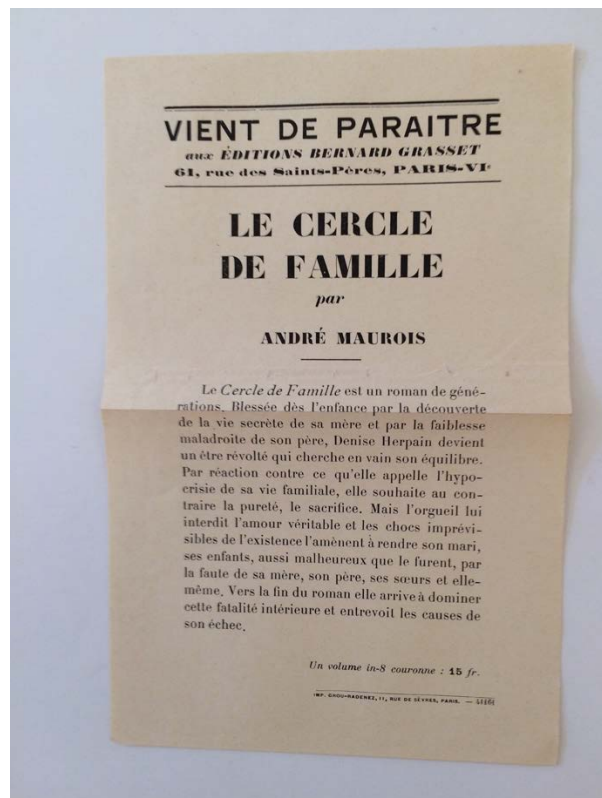 VIENT DE PARAITRE
aux ÉDITIONS BERNARD GRASSET
61, rue des Saints-Pères, PARIS-VIᵉ
LE CERCLE
DE FAMILLE
par
ANDRÉ MAUROIS
Le Cercle de Famille est un roman de géné-
rations. Blessée dès l'enfance par la découverte
de la vie secrète de sa mère et par la faiblesse
maladroite de son père, Denise Herpain devient
un être révolté qui cherche en vain son équilibre.
Par réaction contre ce qu'elle appelle l'hypo-
crisie de sa vie familiale, elle souhaite au con-
traire la pureté, le sacrifice. Mais l'orgueil lui
interdit l'amour véritable et les chocs imprévi-
sibles de l'existence l'amènent à rendre son mari,
ses enfants, aussi malheureux que le furent, par
la faute de sa mère, son père, ses sœurs et elle-
même. Vers la fin du roman elle arrive à dominer
cette fatalité intérieure et entrevoit les causes de
son échec.
Un volume in-8 couronne : 15 fr.
IMP. CHOU-RADENEZ, 11, RUE DE SÈVRES, PARIS. —